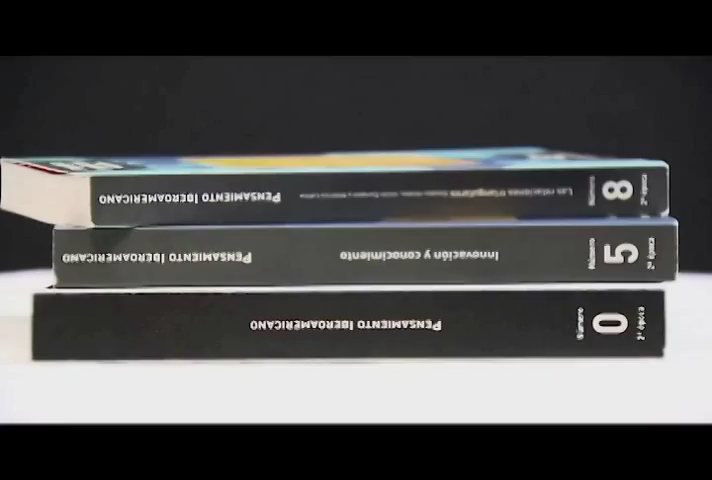 PENSAMIENTO IBEROAMERICANO
Las relaciones triangulares
Número
8
2ª época
PENSAMIENTO IBEROAMERICANO
Innovación y conocimiento
Número
5
2ª época
PENSAMIENTO IBEROAMERICANO
Número
0
2ª época